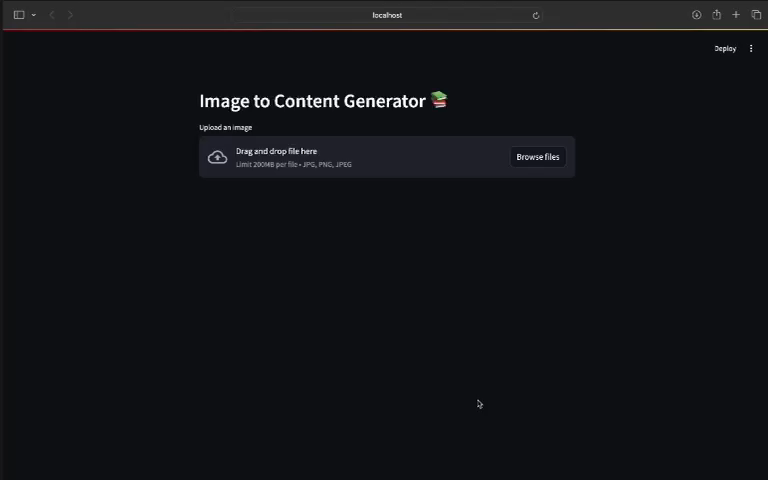 localhost
Deploy
Image to Content Generator 📚
Upload an image
Drag and drop file here
Limit 200MB per file • JPG, PNG, JPEG
Browse files